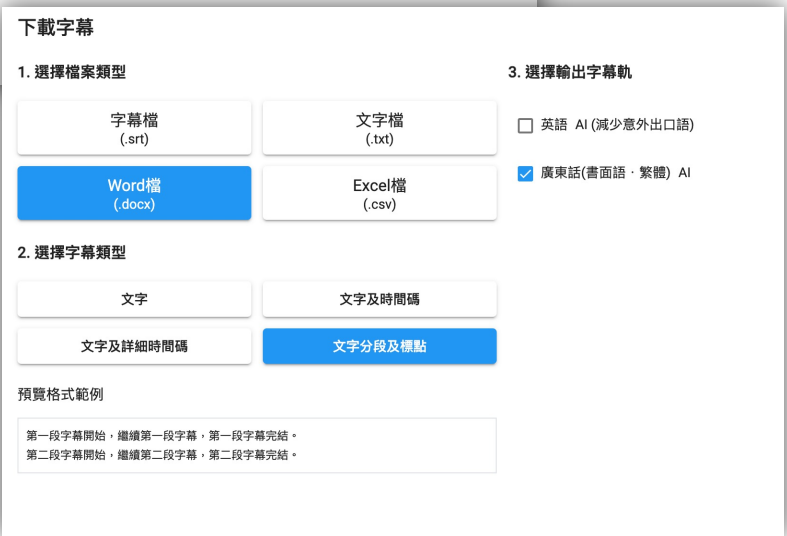 下載字幕
1. 選擇檔案類型
字幕檔
(.srt)
文字檔
(.txt)
Word檔
(.docx)
Excel檔
(.csv)
2. 選擇字幕類型
文字
文字及時間碼
文字及詳細時間碼
文字分段及標點
預覽格式範例
第一段字幕開始，繼續第一段字幕，第一段字幕完結。
第二段字幕開始，繼續第二段字幕，第二段字幕完結。
3. 選擇輸出字幕軌
英語 AI (減少意外出口語)
廣東話(書面語 · 繁體) AI